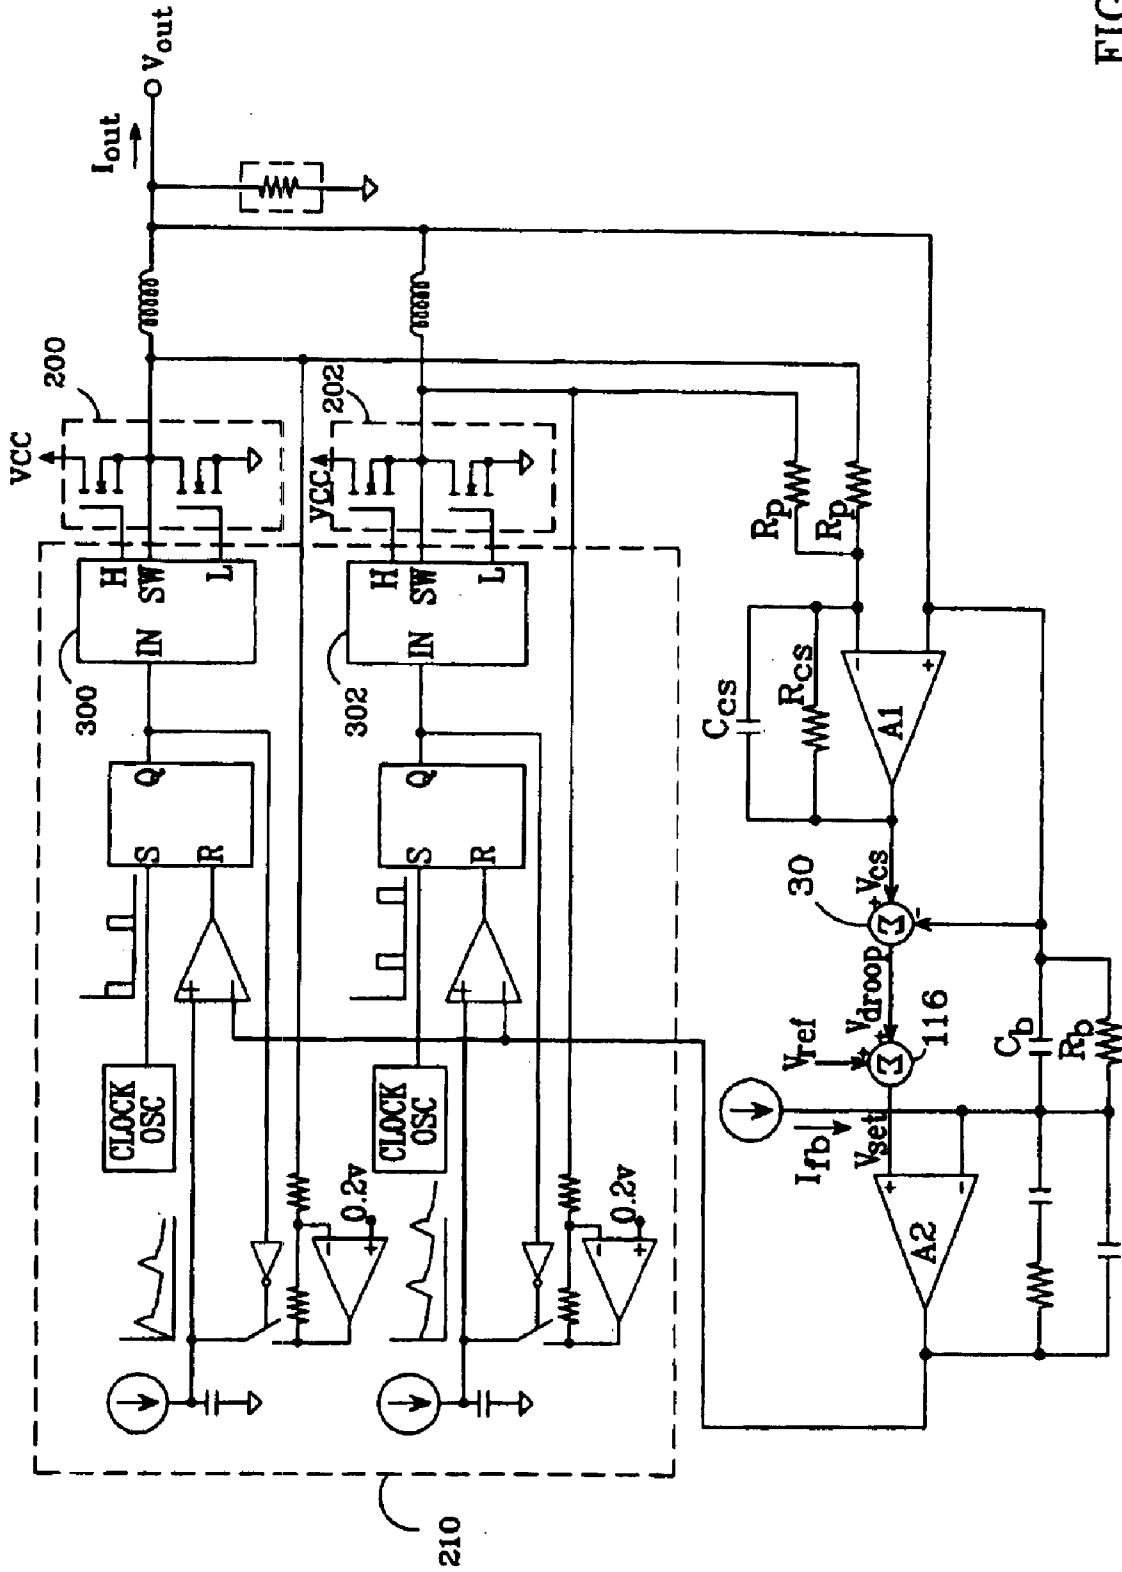 FIG
Vout
Iout
200
VCC
202
VCC
H
SW
L
IN
300
H
SW
L
IN
302
Q
S
R
Q
S
R
CLOCK
OSC
CLOCK
OSC
+
−
+
−
0.2v
−
+
0.2v
−
+
210
Rp
Rp
Ccs
Rcs
−
+
A1
30
+
Vcs
−
Vdroop
Vref
+
+
116
Cb
Rb
Ifb
Vset
+
−
A2